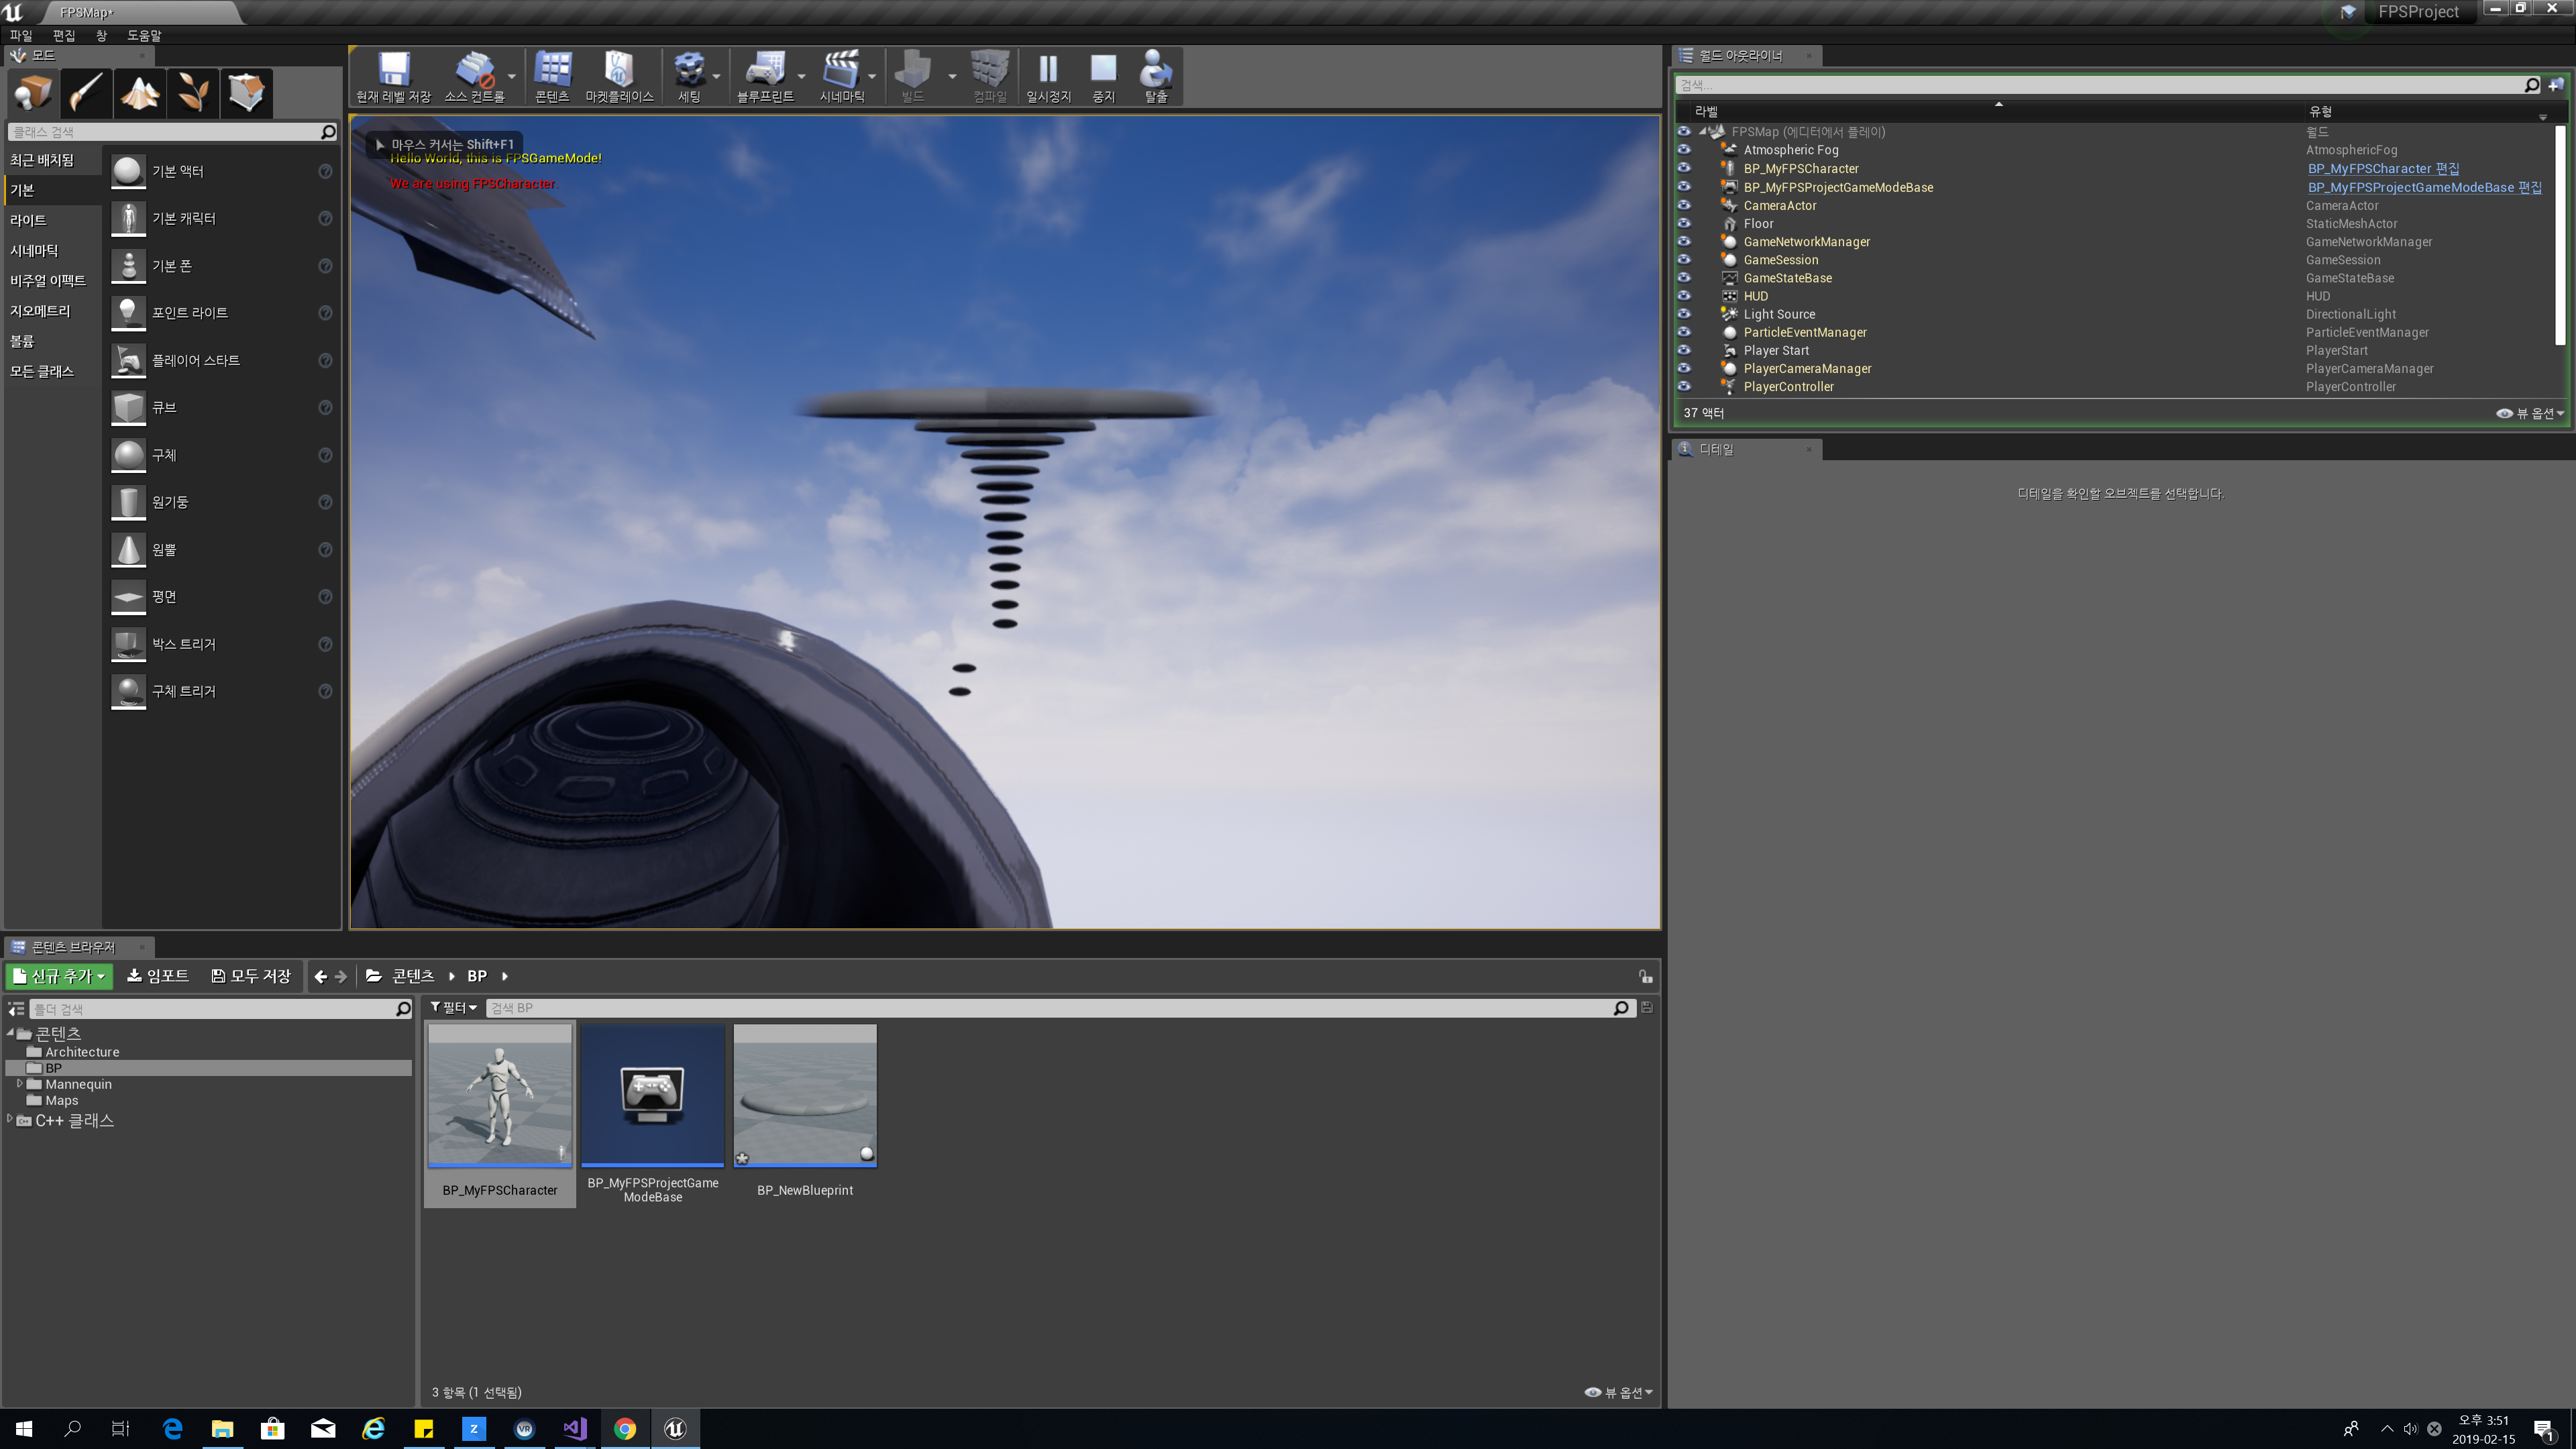 FPSMap*
FPSProject
파일 편집 창 도움말
모드
클래스 검색
최근 배치됨
기본
라이트
시네마틱
비주얼 이펙트
지오메트리
볼륨
모든 클래스
기본 액터
기본 캐릭터
기본 폰
포인트 라이트
플레이어 스타트
큐브
구체
원기둥
원뿔
평면
박스 트리거
구체 트리거
현재 레벨 저장 소스 컨트롤 콘텐츠 마켓플레이스 세팅 블루프린트 시네마틱 빌드 컴파일 일시정지 중지 탈출
마우스 커서는 Shift+F1
Hello World, this is FPSGameMode!
We are using FPSCharacter.
월드 아웃라이너
검색...
라벨 유형
FPSMap (에디터에서 플레이) 월드
Atmospheric Fog AtmosphericFog
BP_MyFPSCharacter BP_MyFPSCharacter 편집
BP_MyFPSProjectGameModeBase BP_MyFPSProjectGameModeBase 편집
CameraActor CameraActor
Floor StaticMeshActor
GameNetworkManager GameNetworkManager
GameSession GameSession
GameStateBase GameStateBase
HUD HUD
Light Source DirectionalLight
ParticleEventManager ParticleEventManager
Player Start PlayerStart
PlayerCameraManager PlayerCameraManager
PlayerController PlayerController
37 액터 뷰 옵션
디테일
디테일을 확인할 오브젝트를 선택합니다.
콘텐츠 브라우저
신규 추가 임포트 모두 저장 콘텐츠 BP
폴더 검색
필터 검색 BP
콘텐츠
Architecture
BP
Mannequin
Maps
C++ 클래스
BP_MyFPSCharacter
BP_MyFPSProjectGame
ModeBase
BP_NewBlueprint
3 항목 (1 선택됨) 뷰 옵션
Z
VR
오후 3:51
2019-02-15
1